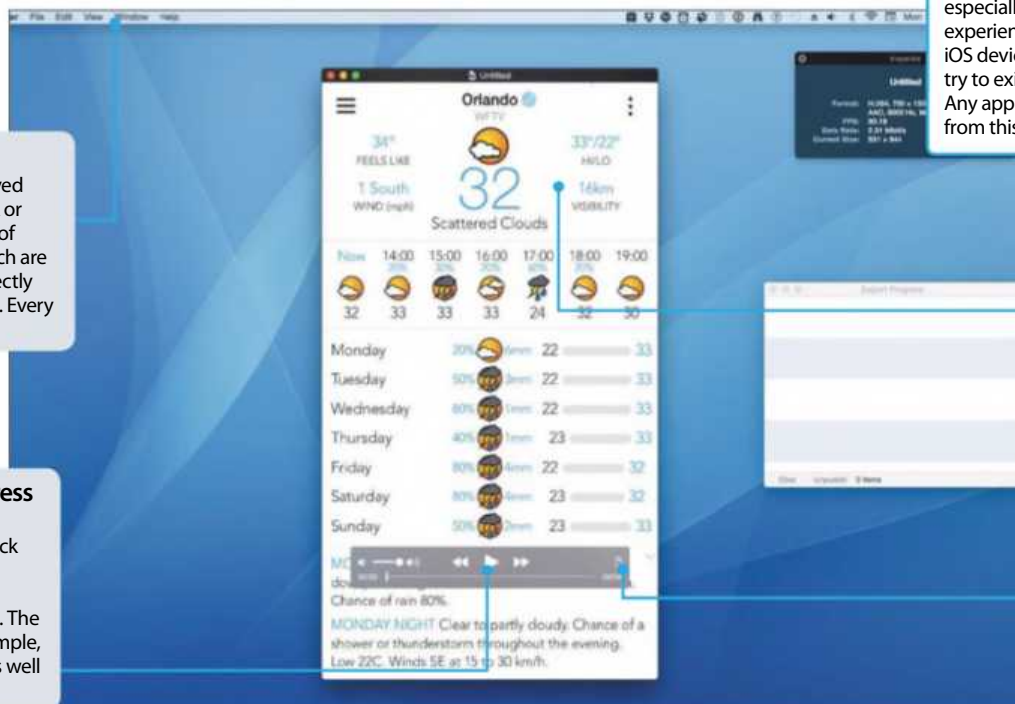 File Edit View Window Help
Mon
especiall
experien
iOS devic
try to exi
Any app
from this
ved
or
of
ch are
ectly
. Every
ress
ck
. The
mple,
s well
Untitled
Orlando
WFTV
34°
FEELS LIKE
33°/22°
HI/LO
1 South
WIND (mph)
32
16km
VISIBILITY
Scattered Clouds
Now 14:00 15:00 16:00 17:00 18:00 19:00
32 33 33 33 24 32 30
Monday 20% 6mm 22 33
Tuesday 50% 3mm 22 33
Wednesday 80% 1mm 22 33
Thursday 40% 1mm 23 33
Friday 80% 4mm 22 32
Saturday 80% 4mm 23 32
Sunday 50% 2mm 23 33
Chance of rain 80%.
MONDAY NIGHT Clear to partly cloudy. Chance of a
shower or thunderstorm throughout the evening.
Low 22C. Winds SE at 15 to 30 km/h.
Untitled
Export Progress